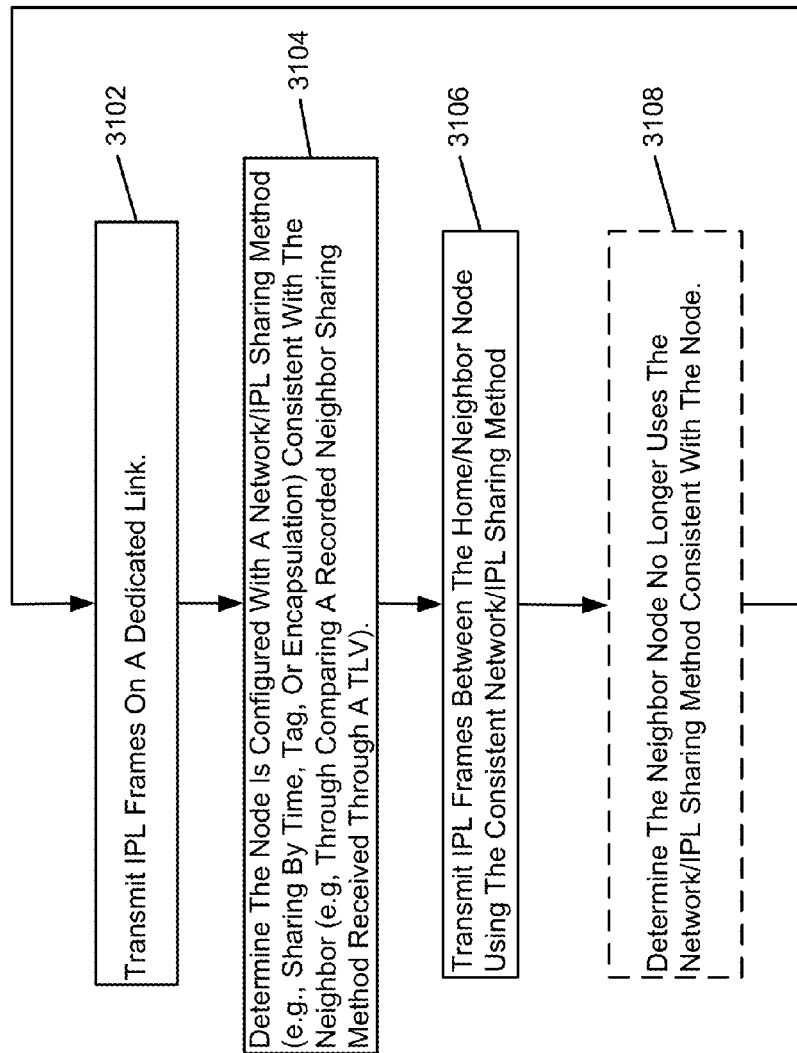 3102
Transmit IPL Frames On A Dedicated Link.
3104
Determine The Node Is Configured With A Network/IPL Sharing Method
(e.g., Sharing By Time, Tag, Or Encapsulation) Consistent With The
Neighbor (e.g, Through Comparing A Recorded Neighbor Sharing
Method Received Through A TLV).
3106
Transmit IPL Frames Between The Home/Neighbor Node
Using The Consistent Network/IPL Sharing Method
3108
Determine The Neighbor Node No Longer Uses The
Network/IPL Sharing Method Consistent With The Node.